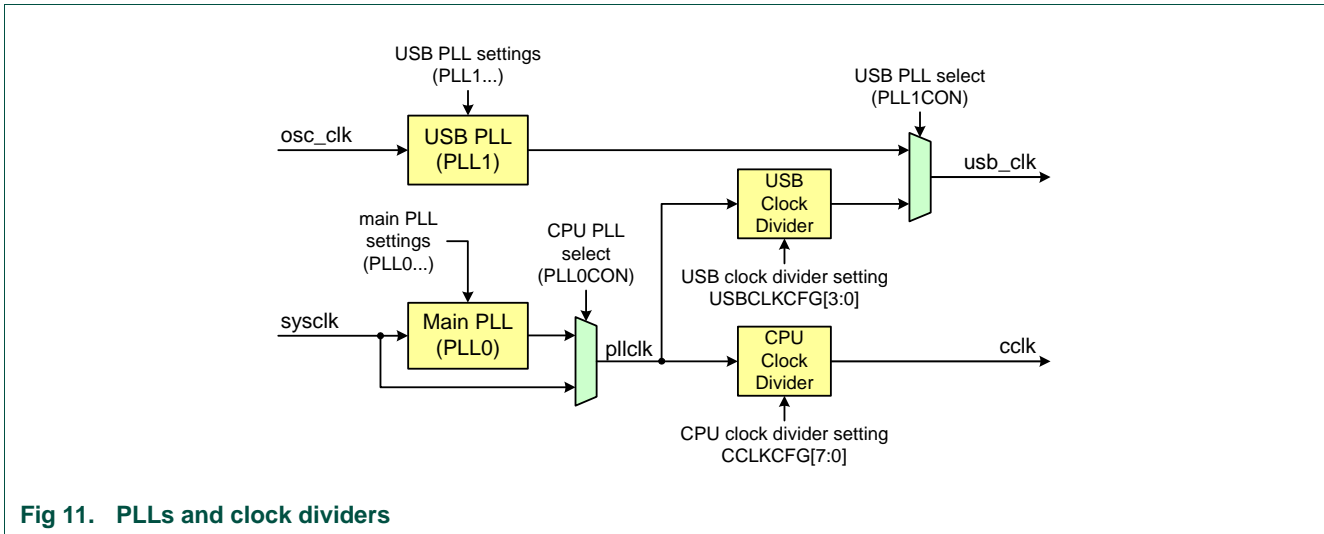 USB PLL settings
(PLL1...)
USB PLL select
(PLL1CON)
osc_clk
USB PLL
(PLL1)
usb_clk
USB
Clock
Divider
main PLL
settings
(PLL0...)
CPU PLL
select
(PLL0CON)
USB clock divider setting
USBCLKCFG[3:0]
sysclk
Main PLL
(PLL0)
pllclk
CPU
Clock
Divider
cclk
CPU clock divider setting
CCLKCFG[7:0]
Fig 11. PLLs and clock dividers